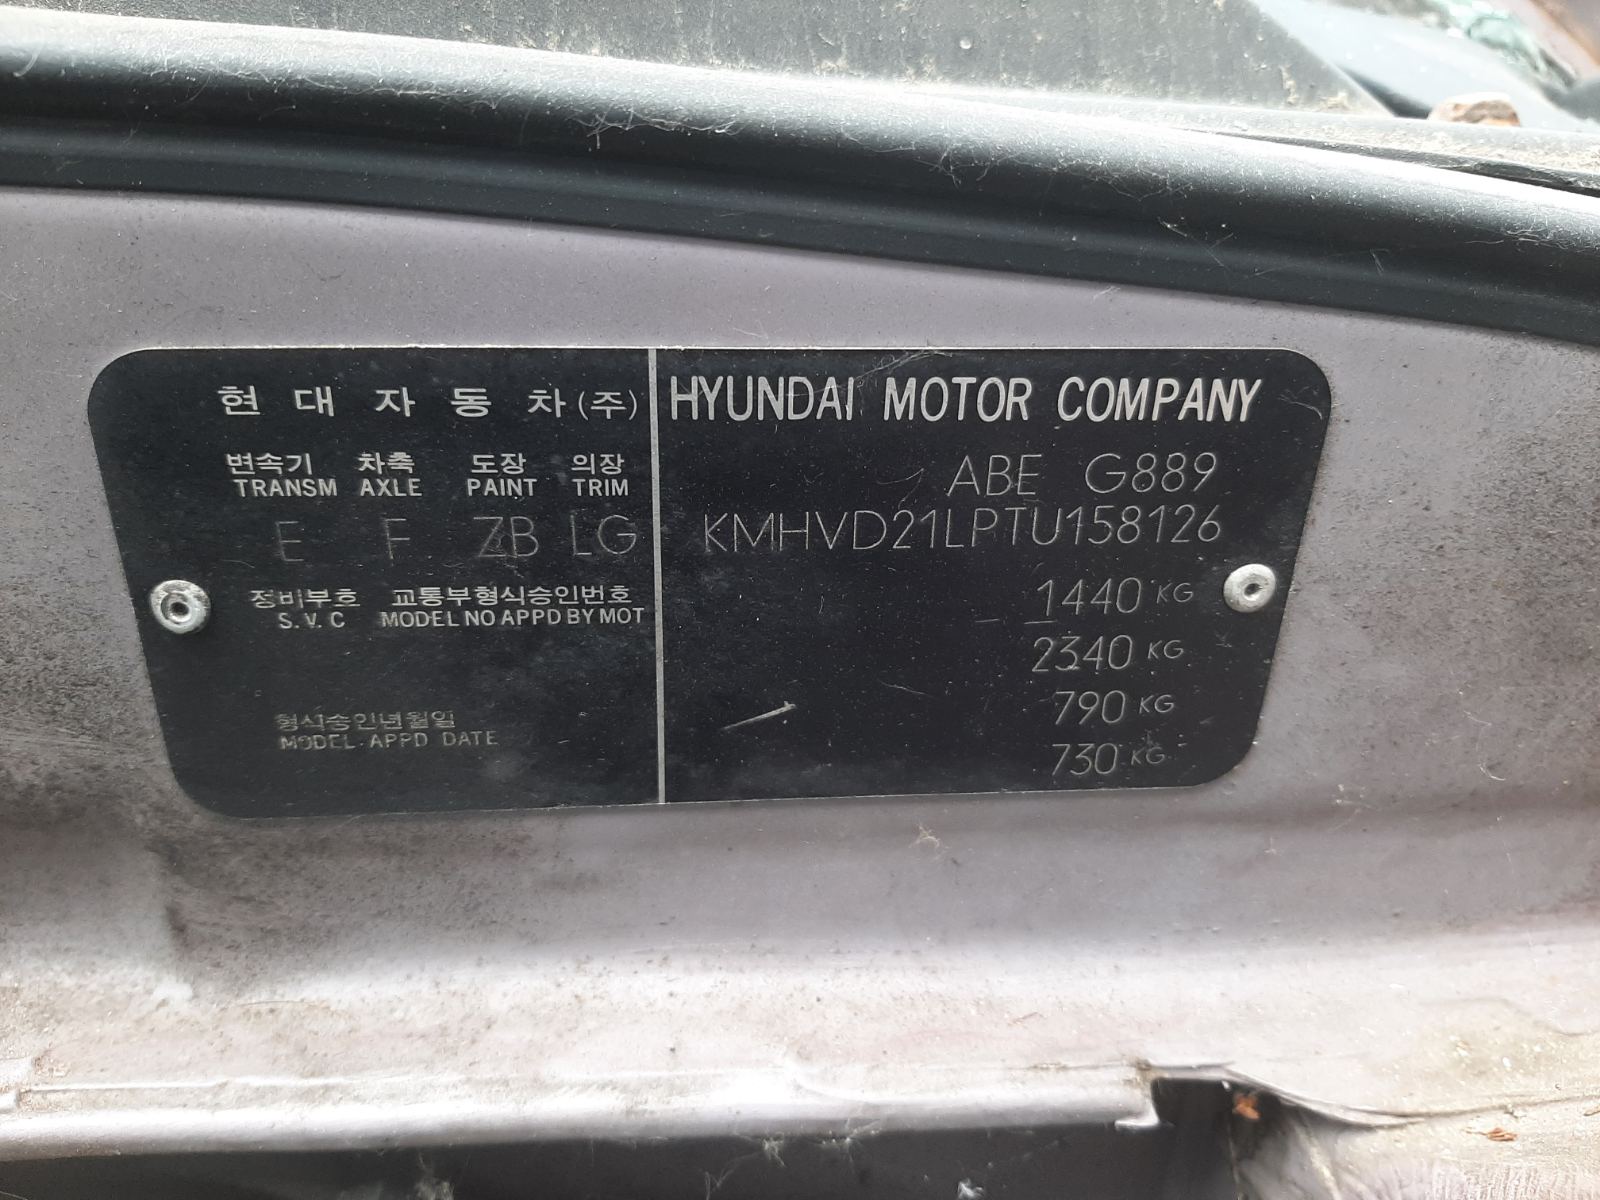 현대자동차(주)
변속기 차축 도장 의장
TRANSM AXLE PAINT TRIM
E F ZB LG
정비부호 교통부형식승인번호
S.V.C MODEL NO APPD BY MOT
형식승인년월일
MODEL APPD DATE
HYUNDAI MOTOR COMPANY
ABE G889
KMHVD21LPTU158126
1440 KG
2340 KG
790 KG
730 KG